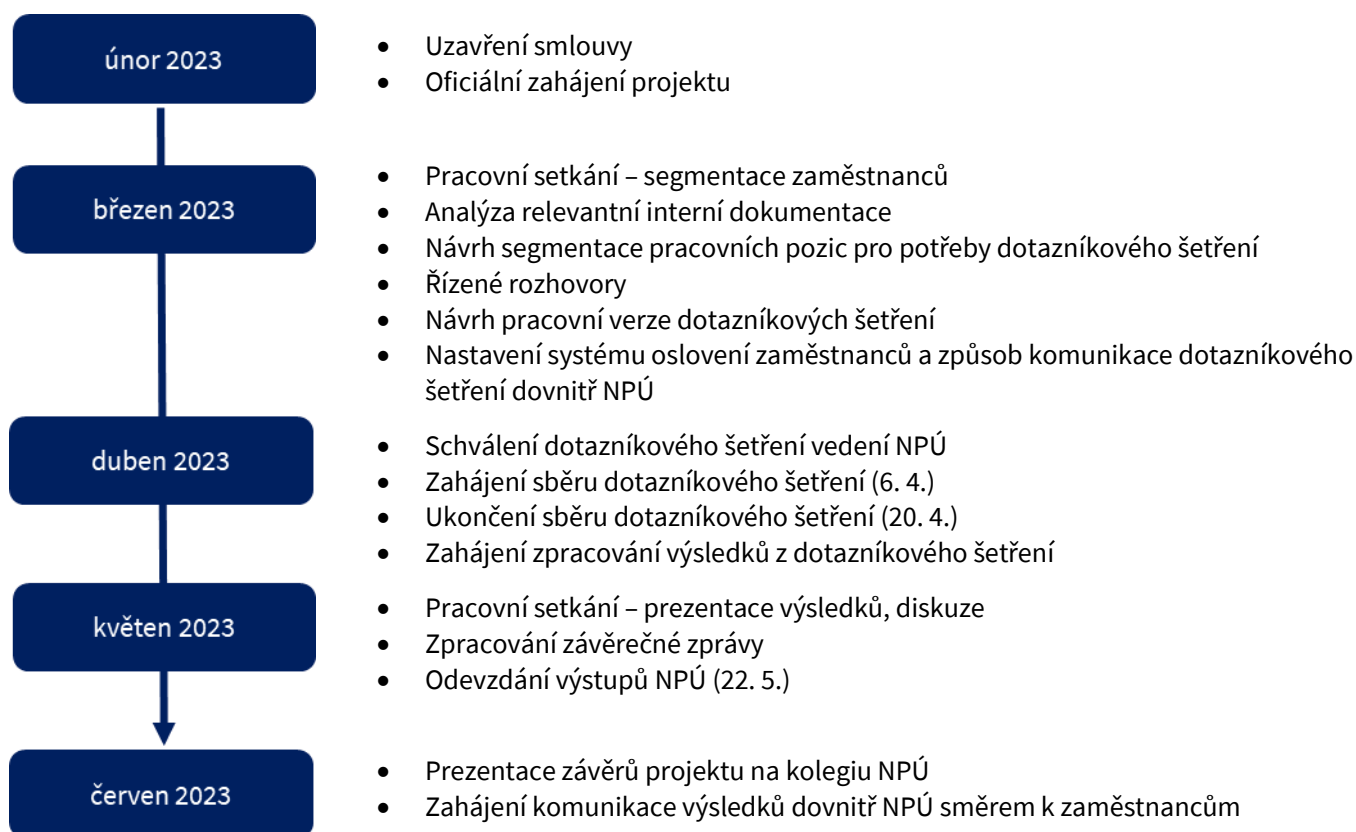 únor 2023
• Uzavření smlouvy
• Oficiální zahájení projektu
březen 2023
• Pracovní setkání – segmentace zaměstnanců
• Analýza relevantní interní dokumentace
• Návrh segmentace pracovních pozic pro potřeby dotazníkového šetření
• Řízené rozhovory
• Návrh pracovní verze dotazníkových šetření
• Nastavení systému oslovení zaměstnanců a způsob komunikace dotazníkového
šetření dovnitř NPÚ
duben 2023
• Schválení dotazníkového šetření vedení NPÚ
• Zahájení sběru dotazníkového šetření (6. 4.)
• Ukončení sběru dotazníkového šetření (20. 4.)
• Zahájení zpracování výsledků z dotazníkového šetření
květen 2023
• Pracovní setkání – prezentace výsledků, diskuze
• Zpracování závěrečné zprávy
• Odevzdání výstupů NPÚ (22. 5.)
červen 2023
• Prezentace závěrů projektu na kolegiu NPÚ
• Zahájení komunikace výsledků dovnitř NPÚ směrem k zaměstnancům